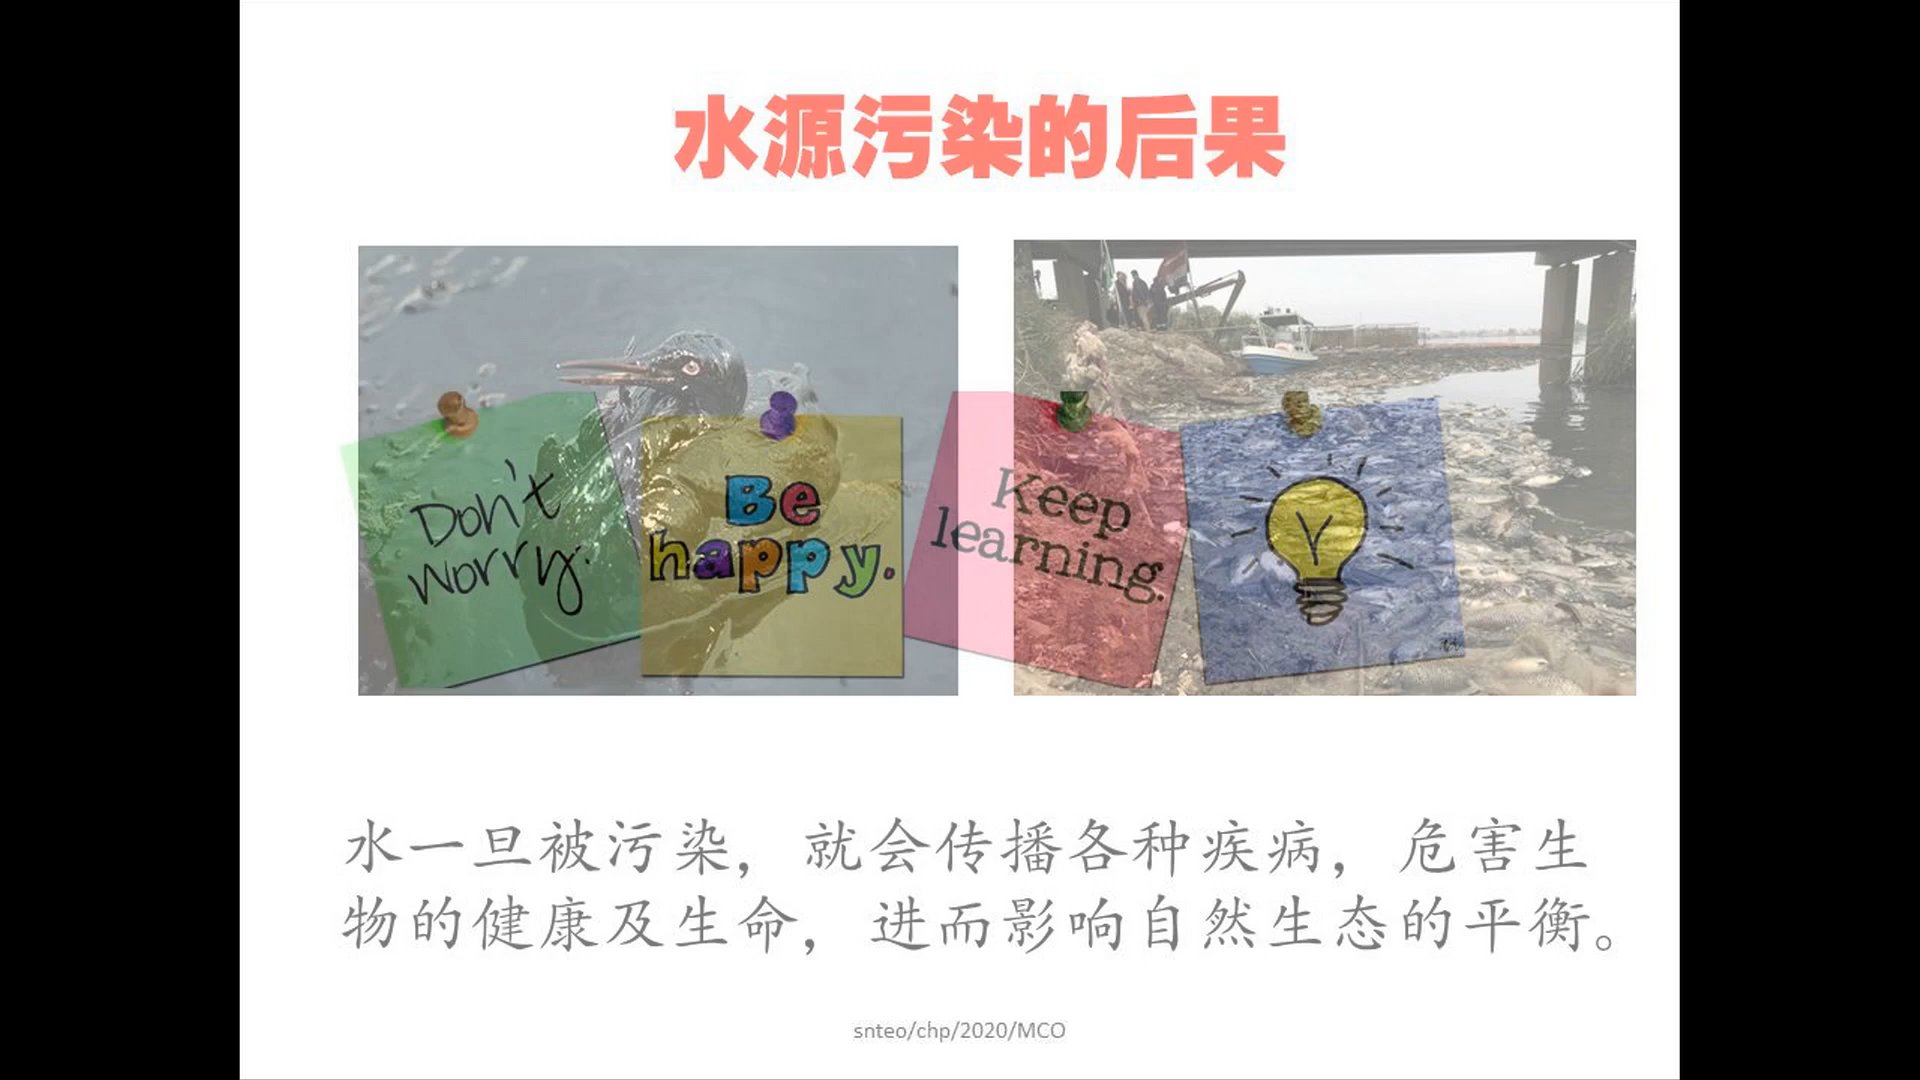 水源污染的后果
Don't
worry.
Be
happy.
Keep
learning.
水一旦被污染，就会传播各种疾病，危害生
物的健康及生命，进而影响自然生态的平衡。
snteo/chp/2020/MCO